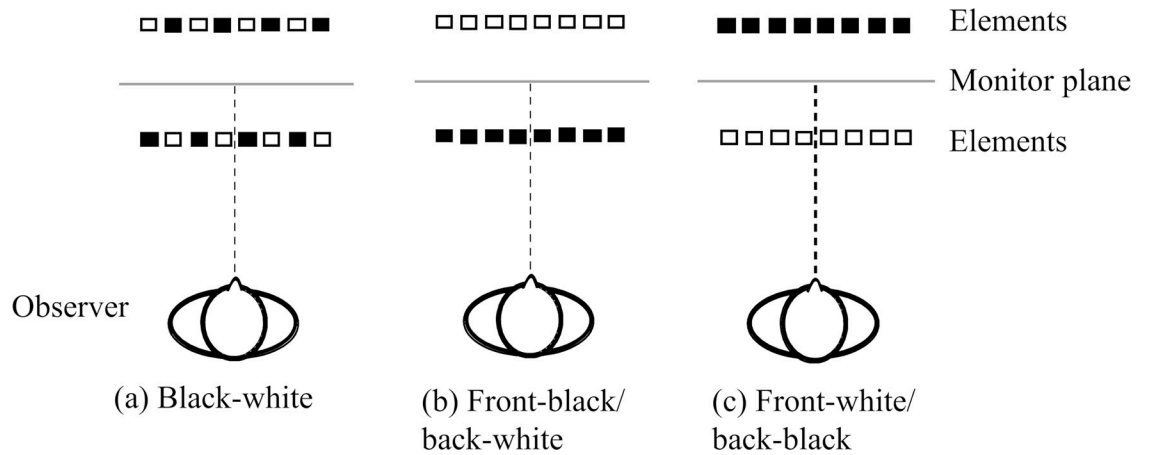 Elements
Monitor plane
Elements
Observer
(a) Black-white
(b) Front-black/
back-white
(c) Front-white/
back-black